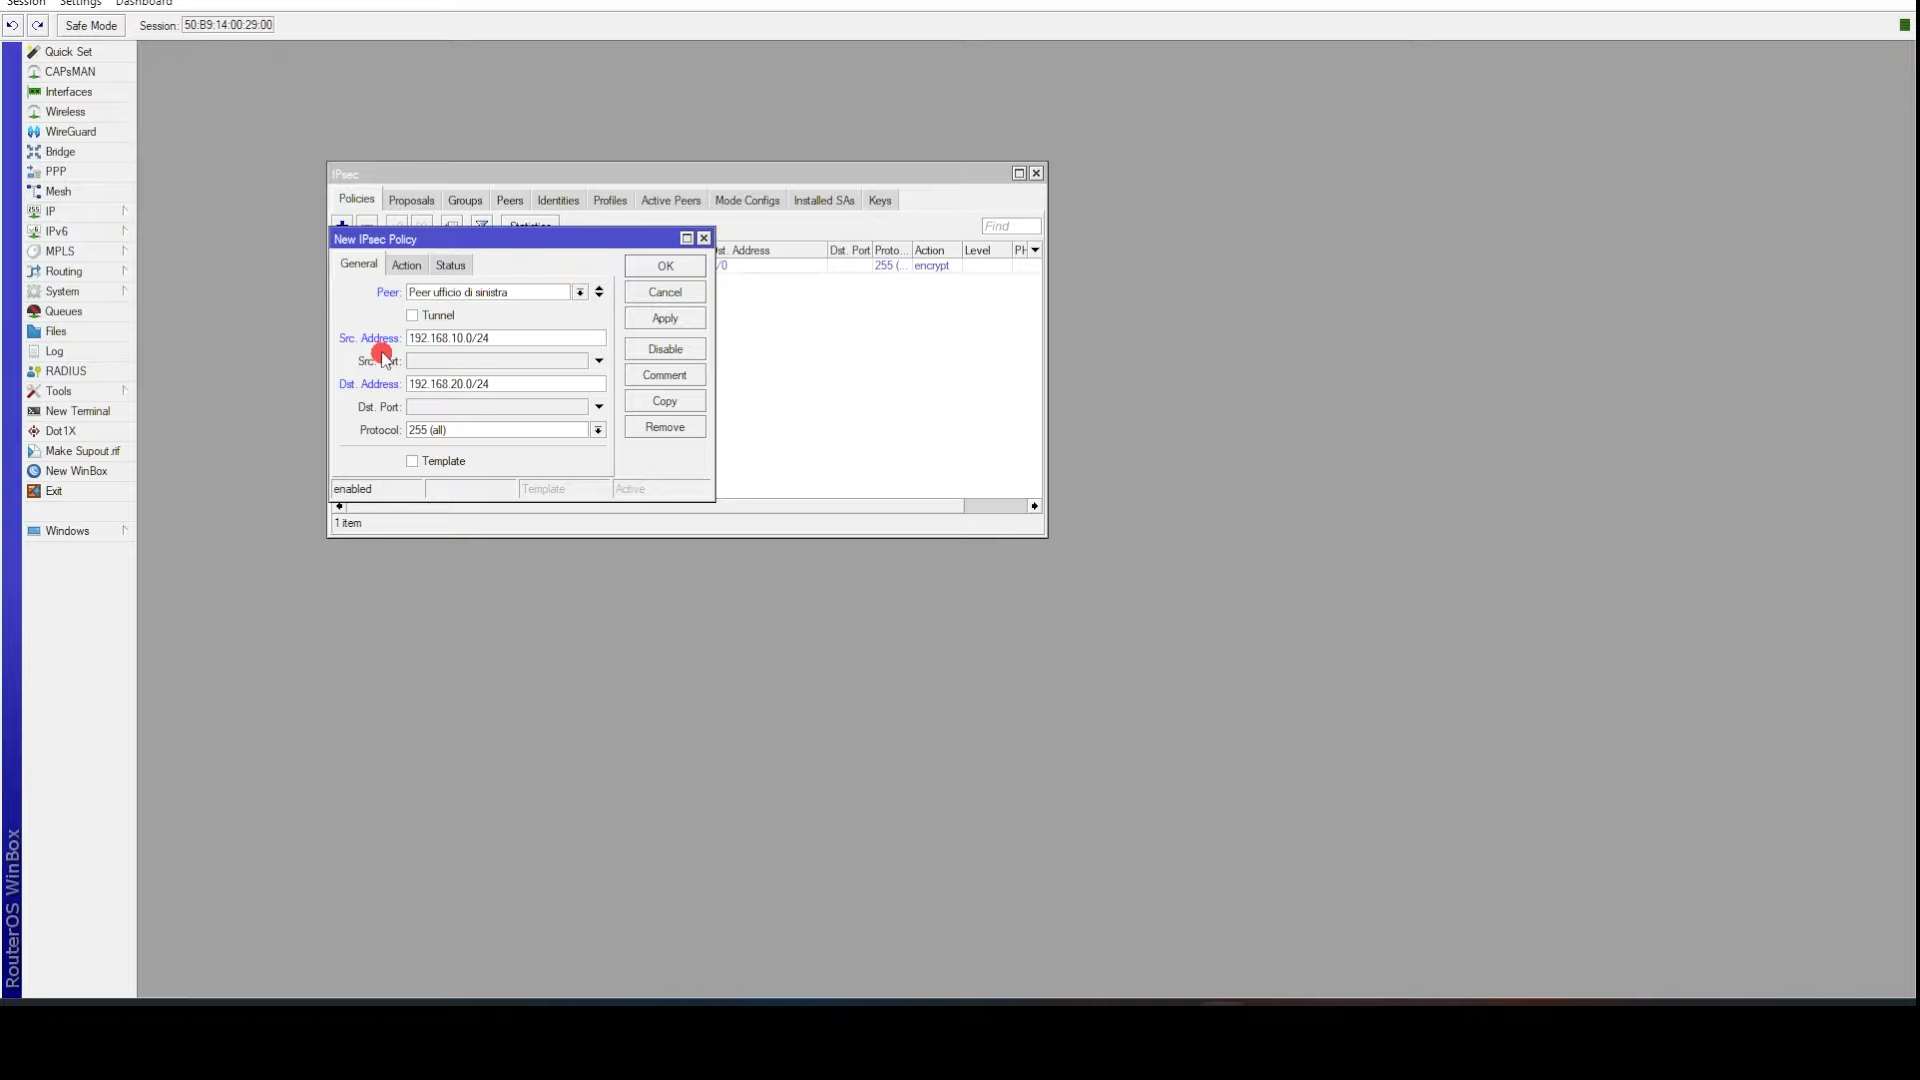 Session Settings Dashboard
Safe Mode Session: 50:B9:14:00:29:00
Quick Set
CAPsMAN
Interfaces
Wireless
WireGuard
Bridge
PPP
Mesh
IP
IPv6
MPLS
Routing
System
Queues
Files
Log
RADIUS
Tools
New Terminal
Dot1X
Make Supout.rif
New WinBox
Exit
Windows
RouterOS WinBox
IPsec
Policies Proposals Groups Peers Identities Profiles Active Peers Mode Configs Installed SAs Keys
Statistics Find
Address Dst. Port Proto... Action Level
/0 255 (... encrypt
New IPsec Policy
General Action Status
Peer: Peer ufficio di sinistra
Tunnel
Src. Address: 192.168.10.0/24
Dst. Address: 192.168.20.0/24
Dst. Port:
Protocol: 255 (all)
Template
enabled Template Active
OK
Cancel
Apply
Disable
Comment
Copy
Remove
1 item